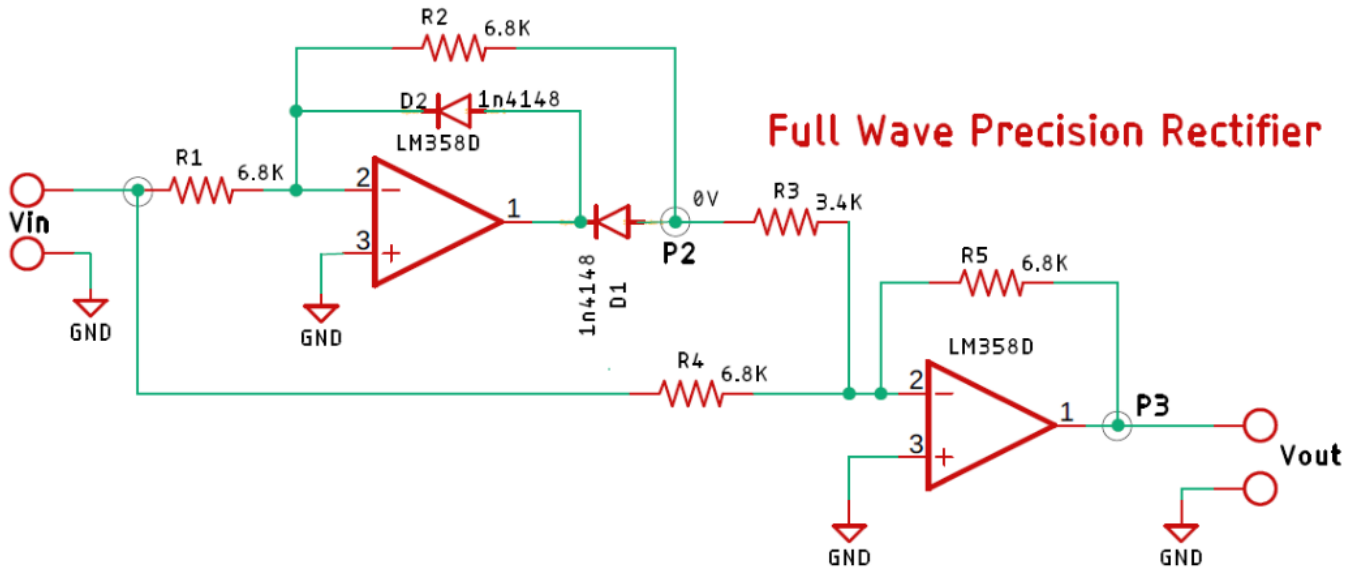 R2
6.8K
D2
1n4148
LM358D
Full Wave Precision Rectifier
R1
6.8K
2
3
1
Vin
GND
GND
1n4148
D1
0V
P2
R3
3.4K
R5
6.8K
LM358D
R4
6.8K
2
3
1
P3
Vout
GND
GND